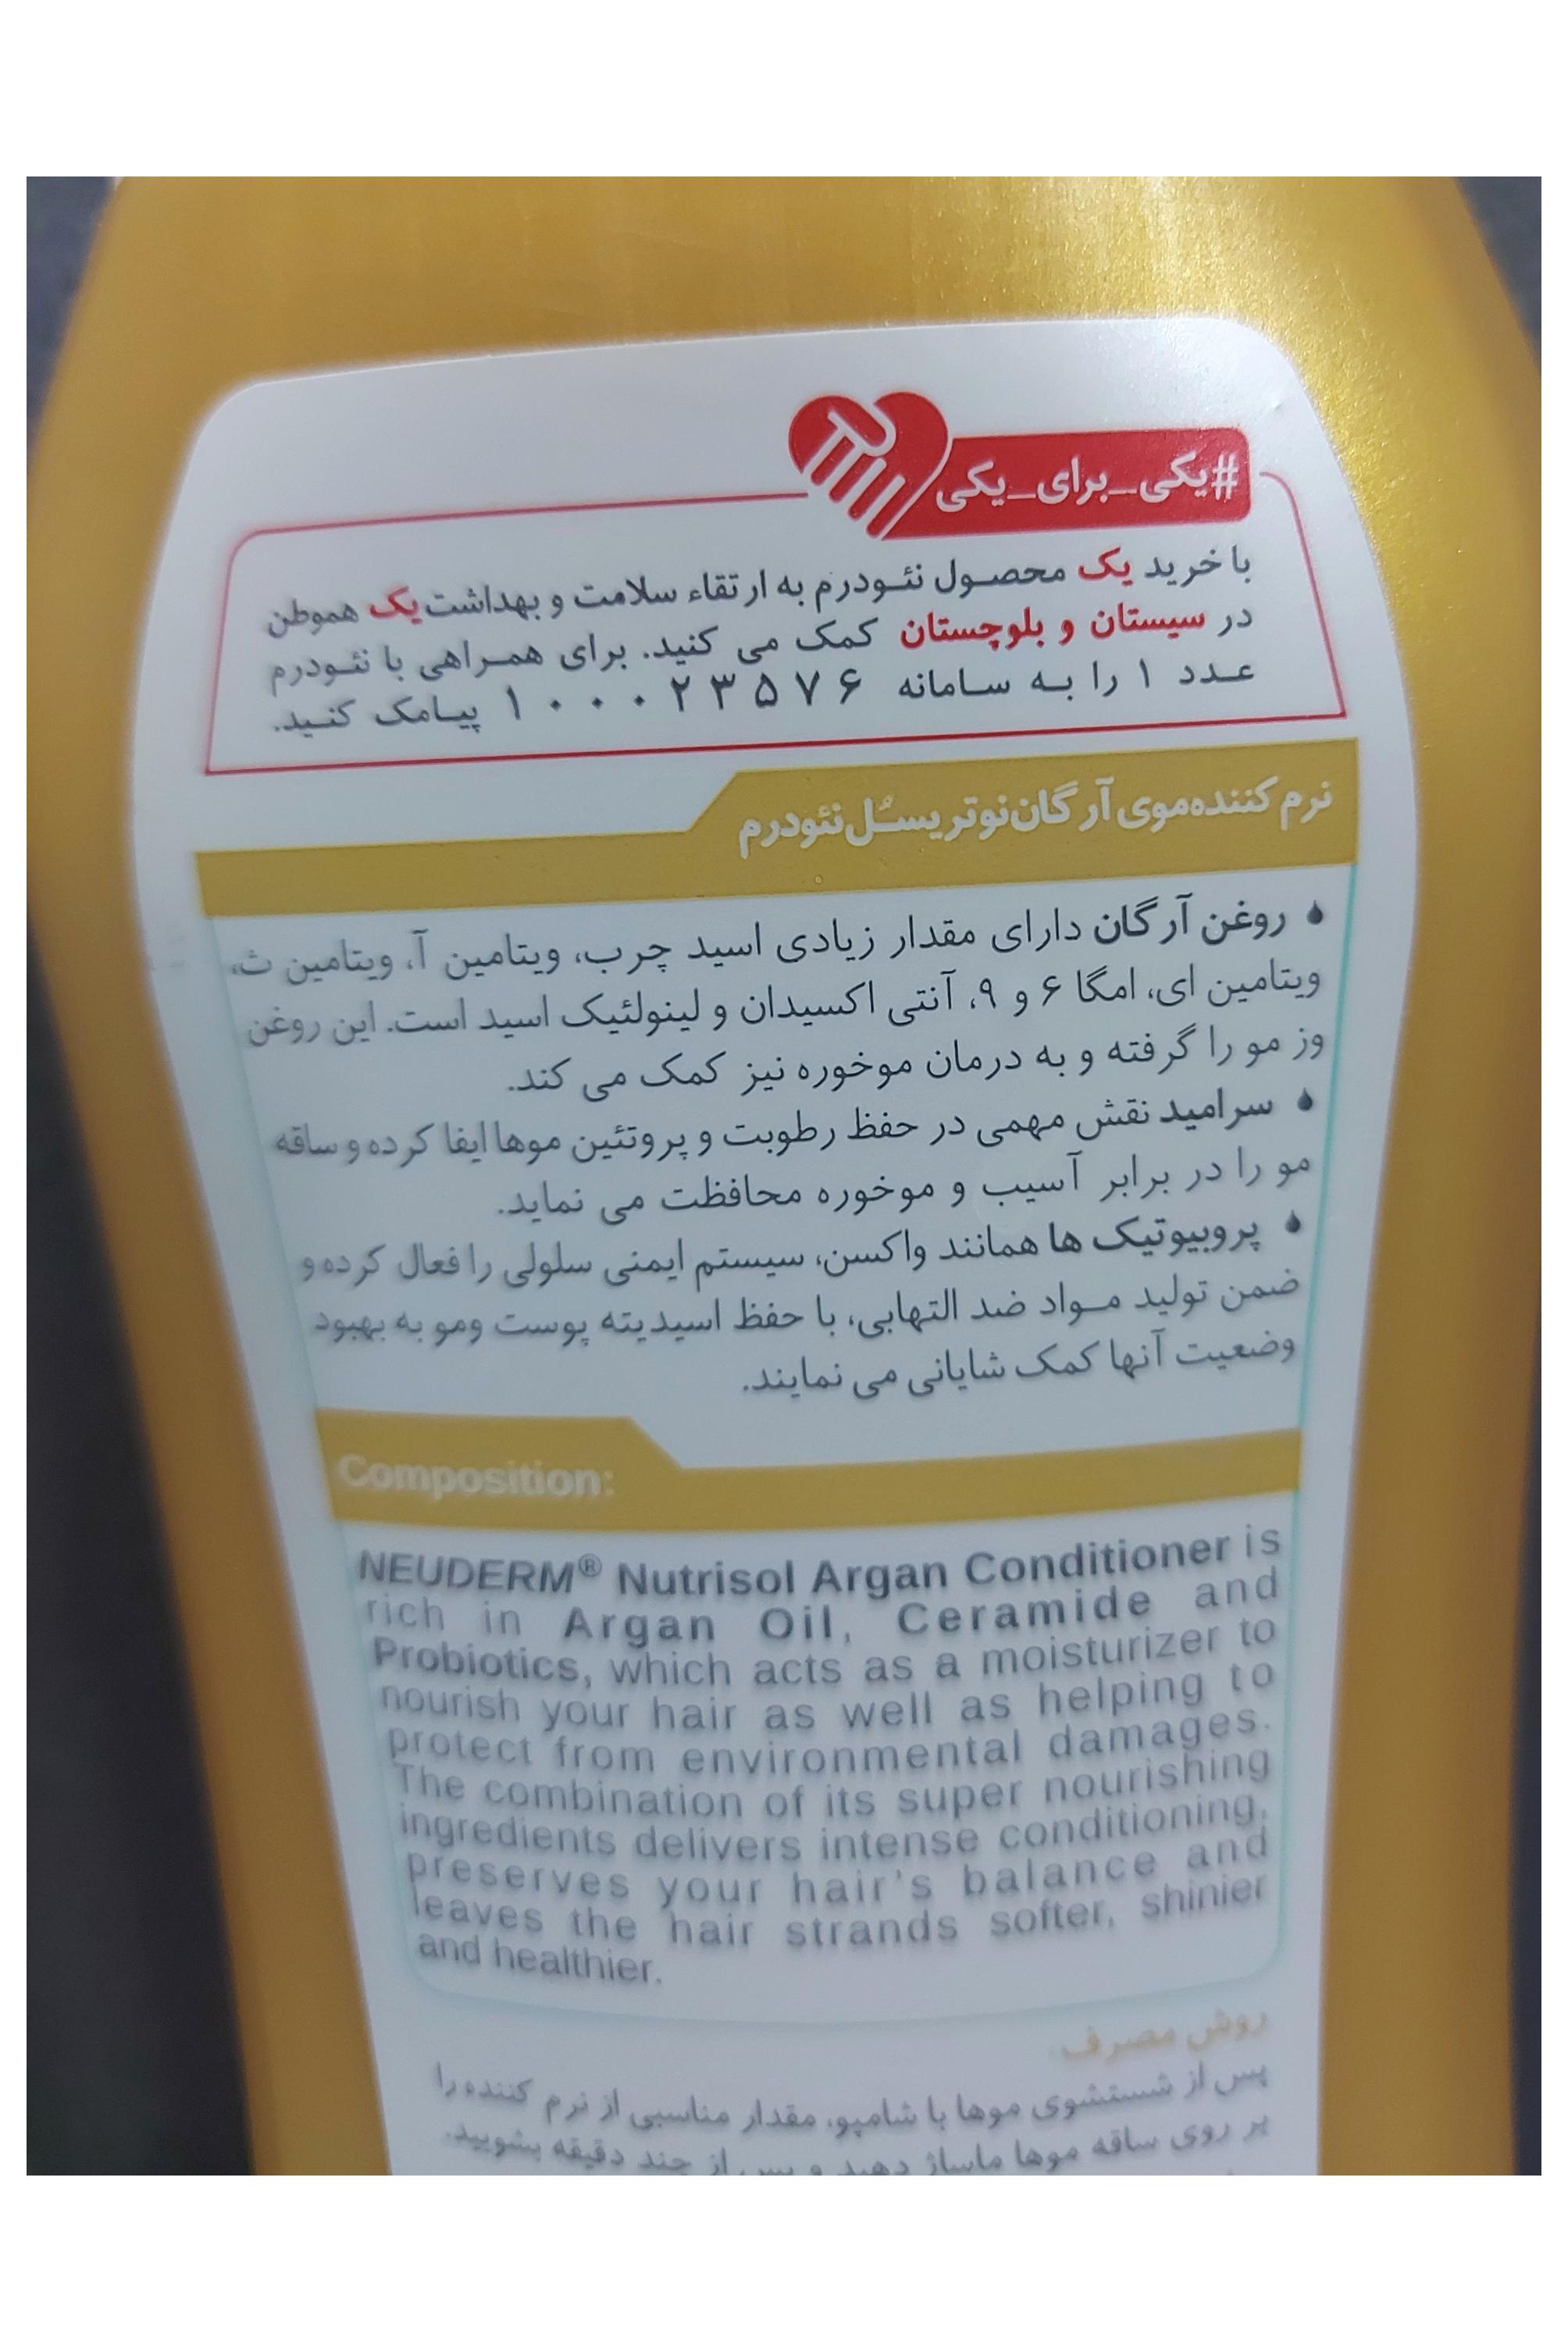 #یکی_برای_یکی
با خرید یک محصول نئودرم به ارتقاء سلامت و بهداشت یک هموطن
در سیستان و بلوچستان کمک می کنید. برای همراهی با نئودرم
عدد ۱ را به سامانه ۱۰۰۰۲۳۵۷۶ پیامک کنید.
نرم کننده موی آرگان نوتریسُل نئودرم
روغن آرگان دارای مقدار زیادی اسید چرب، ویتامین آ، ویتامین ث،
ویتامین ای، امگا ۶ و ۹، آنتی اکسیدان و لینولئیک اسید است. این روغن
وز مو را گرفته و به درمان موخوره نیز کمک می کند.
سرامید نقش مهمی در حفظ رطوبت و پروتئین موها ایفا کرده و ساقه
مو را در برابر آسیب و موخوره محافظت می نماید.
پروبیوتیک ها همانند واکسن، سیستم ایمنی سلولی را فعال کرده و
ضمن تولید مواد ضد التهابی، با حفظ اسیدیته پوست ومو به بهبود
وضعیت آنها کمک شایانی می نمایند.
Composition:
NEUDERM® Nutrisol Argan Conditioner is
rich in Argan Oil, Ceramide and
Probiotics, which acts as a moisturizer to
nourish your hair as well as helping to
protect from environmental damages.
The combination of its super nourishing
ingredients delivers intense conditioning,
preserves your hair's balance and
leaves the hair strands softer, shinier
and healthier.
روش مصرف:
پس از شستشوی موها با شامپو، مقدار مناسبی از نرم کننده را
بر روی ساقه موها ماساژ دهید و پس از چند دقیقه بشویید.